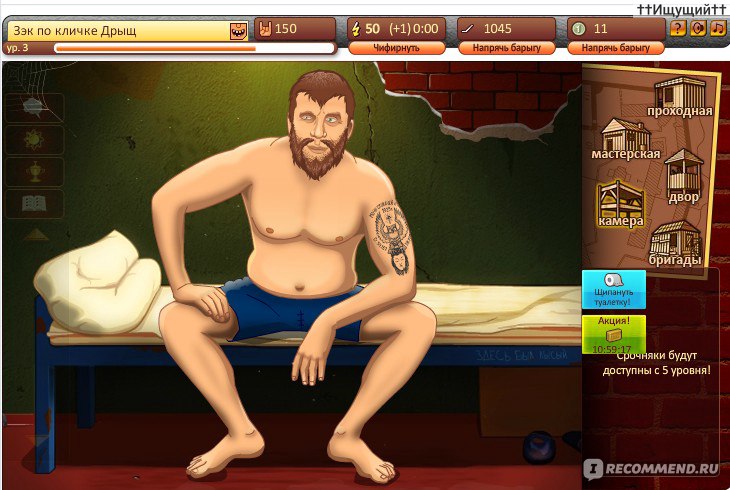 ††Ищущий††
Зэк по кличке Дрыщ
150
50 (+1) 0:00
1045
11
?
ур. 3
Чифирнуть
Напрячь барыгу
Напрячь барыгу
проходная
мастерская
двор
камера
бригады
Щипануть
туалетку!
Акция!
10:59:17
Срочняки будут
доступны с 5 уровня!
ЗДЕСЬ БЫЛ ЛЫСЫЙ
IRECOMMEND.RU